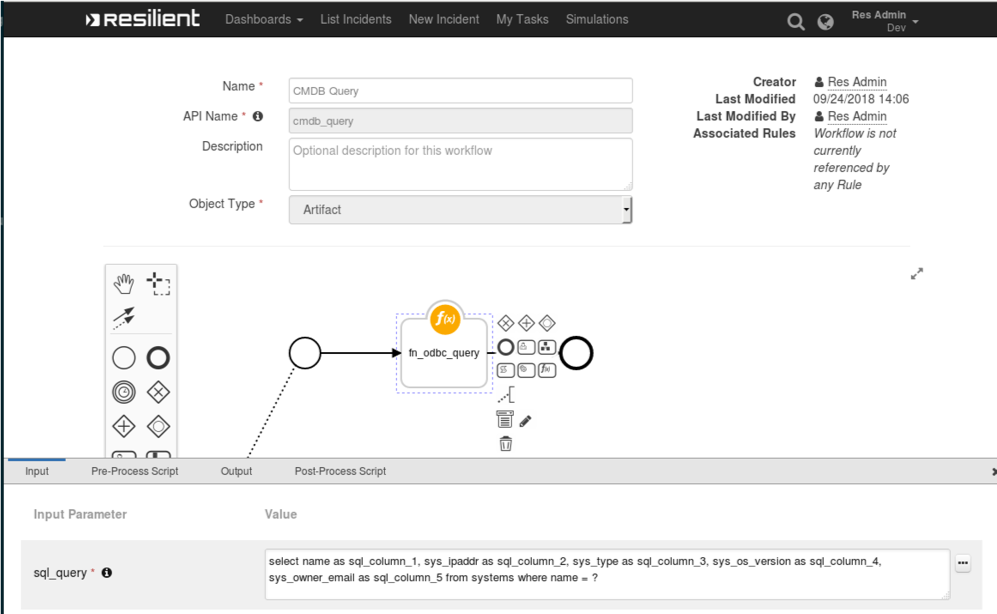 resilient Dashboards List Incidents New Incident My Tasks Simulations Res Admin
Dev
Name * CMDB Query
API Name * cmdb_query
Description Optional description for this workflow
Object Type * Artifact
Creator Res Admin
Last Modified 09/24/2018 14:06
Last Modified By Res Admin
Associated Rules Workflow is not
currently
referenced by
any Rule
f(x)
fn_odbc_query
f(x)
Input Pre-Process Script Output Post-Process Script
Input Parameter Value
sql_query * select name as sql_column_1, sys_ipaddr as sql_column_2, sys_type as sql_column_3, sys_os_version as sql_column_4,
sys_owner_email as sql_column_5 from systems where name = ?